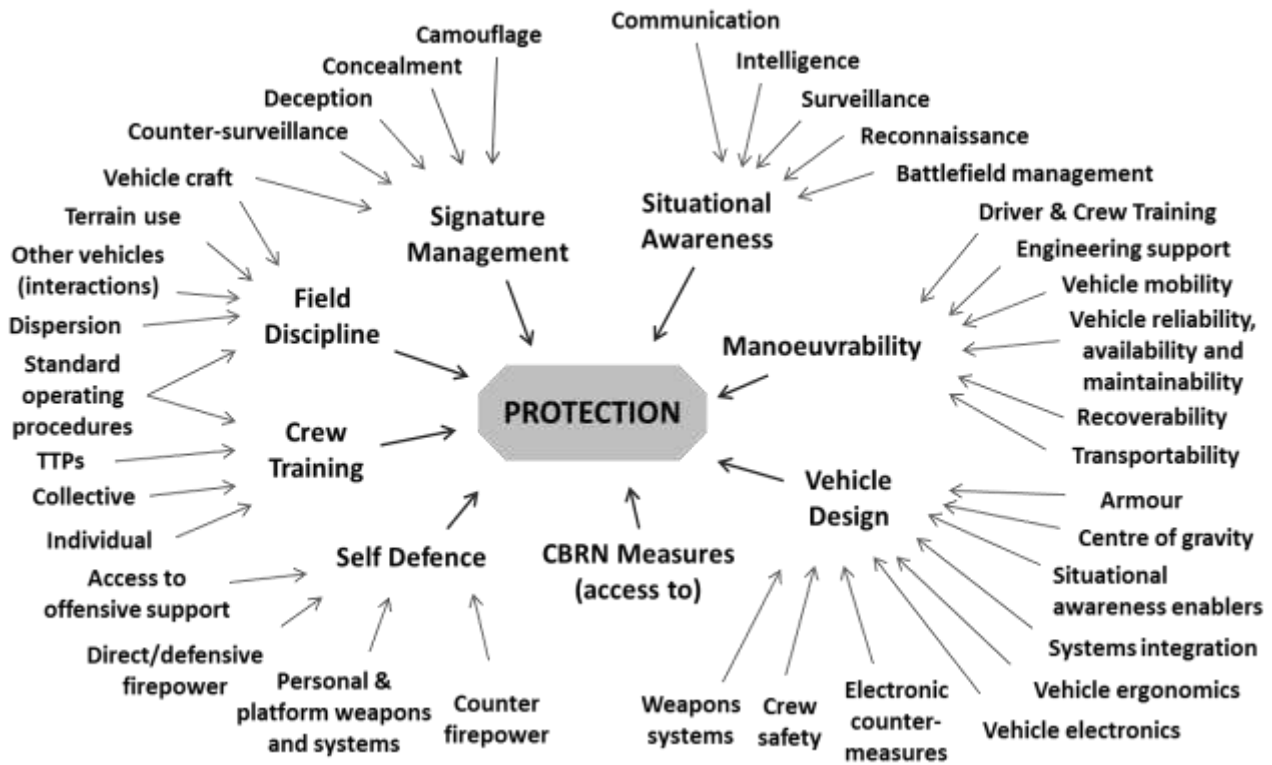 Camouflage
Concealment
Deception
Counter-surveillance
Vehicle craft
Terrain use
Other vehicles
(interactions)
Dispersion
Standard
operating
procedures
TTPs
Collective
Individual
Access to
offensive support
Direct/defensive
firepower
Personal &
platform weapons
and systems
Counter
firepower
Communication
Intelligence
Surveillance
Reconnaissance
Battlefield management
Driver & Crew Training
Engineering support
Vehicle mobility
Vehicle reliability,
availability and
maintainability
Recoverability
Transportability
Armour
Centre of gravity
Situational
awareness enablers
Systems integration
Vehicle ergonomics
Vehicle electronics
Electronic
counter-
measures
Crew
safety
Weapons
systems
Signature
Management
Situational
Awareness
Field
Discipline
Manoeuvrability
PROTECTION
Crew
Training
Vehicle
Design
Self Defence
CBRN Measures
(access to)